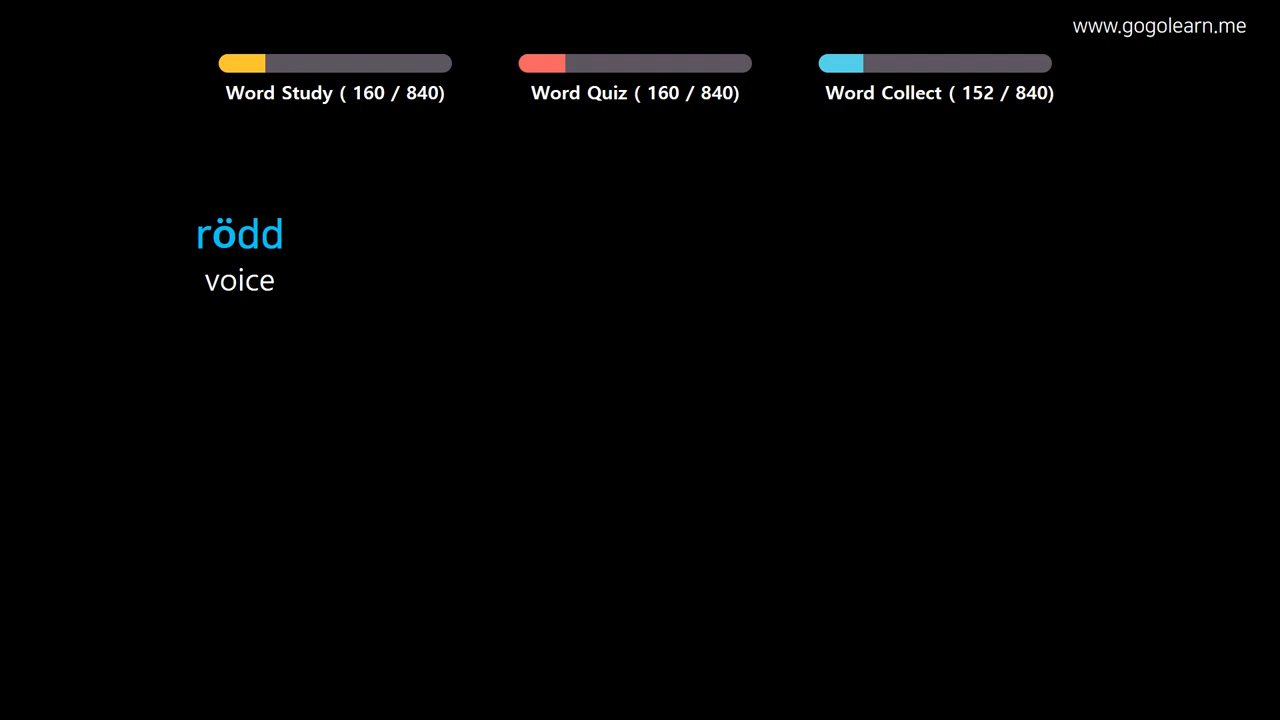 www.gogolearn.me
Word Study ( 160 / 840)
Word Quiz ( 160 / 840)
Word Collect ( 152 / 840)
rödd
voice